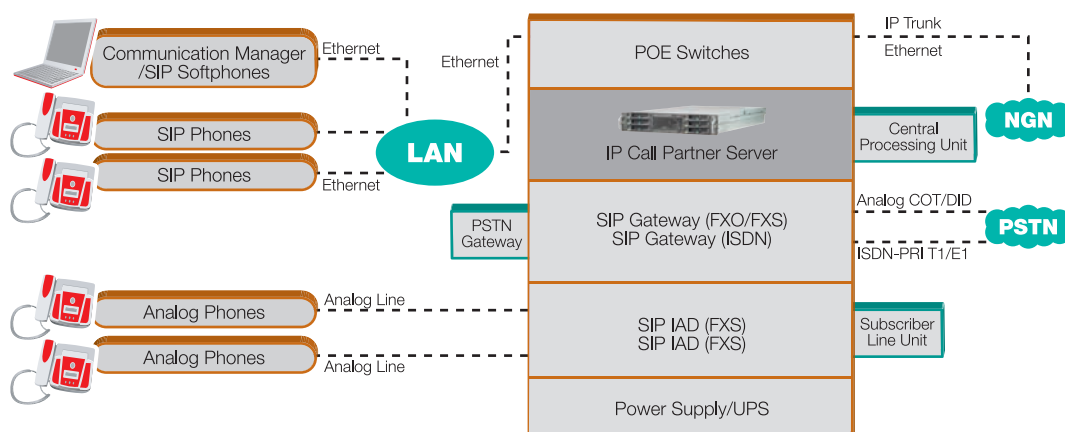 Communication Manager
/SIP Softphones
Ethernet
SIP Phones
SIP Phones
Ethernet
LAN
Ethernet
Analog Phones
Analog Line
Analog Phones
Analog Line
POE Switches
IP Call Partner Server
PSTN
Gateway
SIP Gateway (FXO/FXS)
SIP Gateway (ISDN)
SIP IAD (FXS)
SIP IAD (FXS)
Power Supply/UPS
IP Trunk
Ethernet
NGN
Central
Processing Unit
Analog COT/DID
PSTN
ISDN-PRI T1/E1
Subscriber
Line Unit